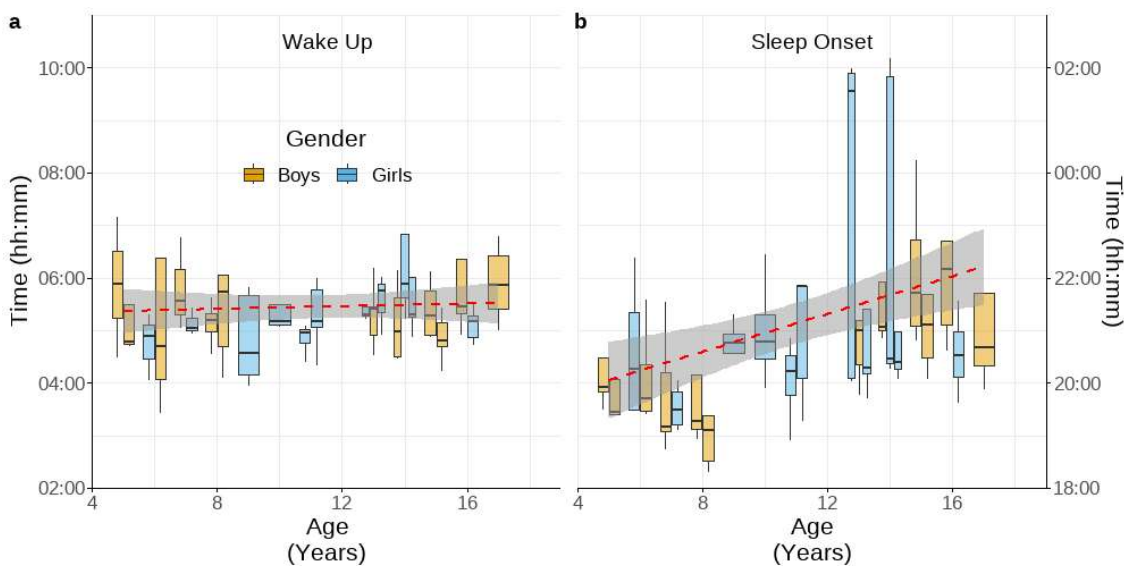 a
Wake Up
b
Sleep Onset
10:00
08:00
06:00
04:00
02:00
Time (hh:mm)
Gender
Boys Girls
02:00
00:00
22:00
20:00
18:00
Time (hh:mm)
4 8 12 16
4 8 12 16
Age
(Years)
Age
(Years)